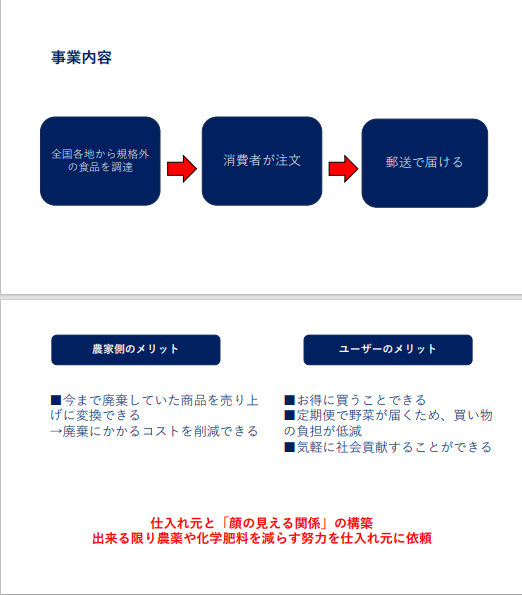 事業内容
全国各地から規格外
の食品を調達
消費者が注文
郵送で届ける
農家側のメリット
■今まで廃棄していた商品を売り上
げに変換できる
→廃棄にかかるコストを削減できる
ユーザーのメリット
■お得に買うことできる
■定期便で野菜が届くため、買い物
の負担が低減
■気軽に社会貢献することができる
仕入れ元と「顔の見える関係」の構築
出来る限り農薬や化学肥料を減らす努力を仕入れ元に依頼